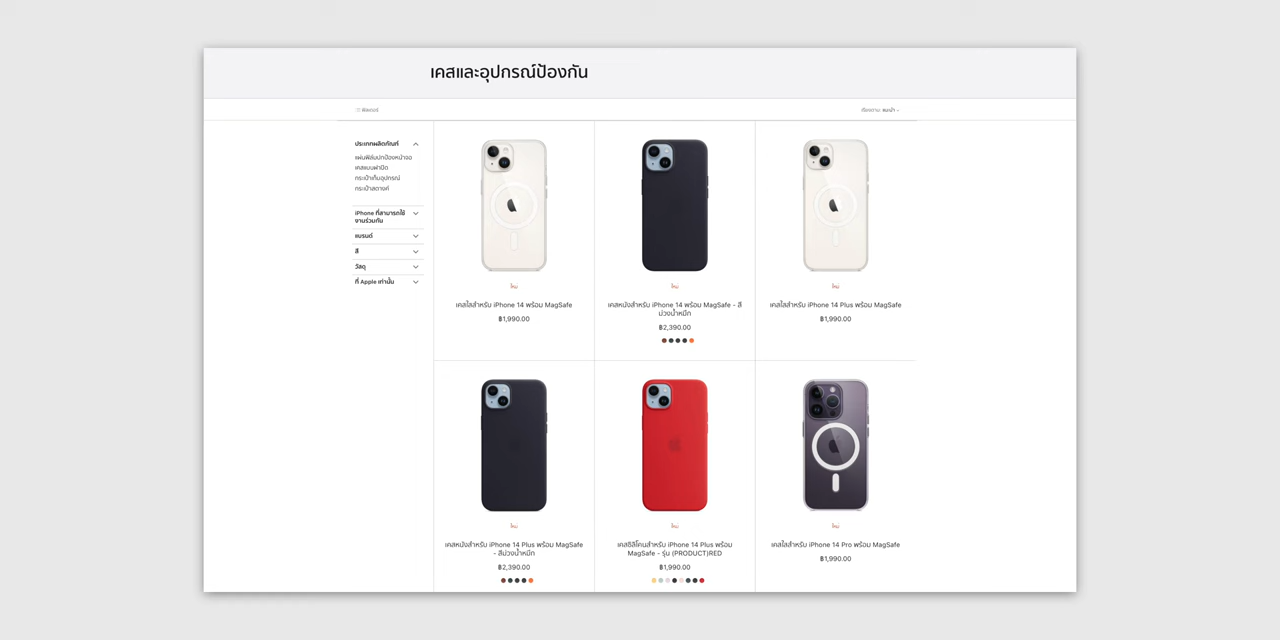 เคสและอุปกรณ์ป้องกัน
ฟิลเตอร์
เรียงตาม: แนะนำ
ประเภทผลิตภัณฑ์
แผ่นฟิล์มปกป้องหน้าจอ
เคสแบบฝาปิด
กระเป๋าเก็บอุปกรณ์
กระเป๋าสตางค์
iPhone ที่สามารถใช้
งานร่วมกัน
แบรนด์
สี
วัสดุ
ที่ Apple เท่านั้น
ใหม่
เคสใสสำหรับ iPhone 14 พร้อม MagSafe
฿1,990.00
ใหม่
เคสหนังสำหรับ iPhone 14 พร้อม MagSafe - สี
ม่วงน้ำหมึก
฿2,390.00
ใหม่
เคสใสสำหรับ iPhone 14 Plus พร้อม MagSafe
฿1,990.00
ใหม่
เคสหนังสำหรับ iPhone 14 Plus พร้อม MagSafe
- สีม่วงน้ำหมึก
฿2,390.00
ใหม่
เคสซิลิโคนสำหรับ iPhone 14 Plus พร้อม
MagSafe - รุ่น (PRODUCT)RED
฿1,990.00
ใหม่
เคสใสสำหรับ iPhone 14 Pro พร้อม MagSafe
฿1,990.00